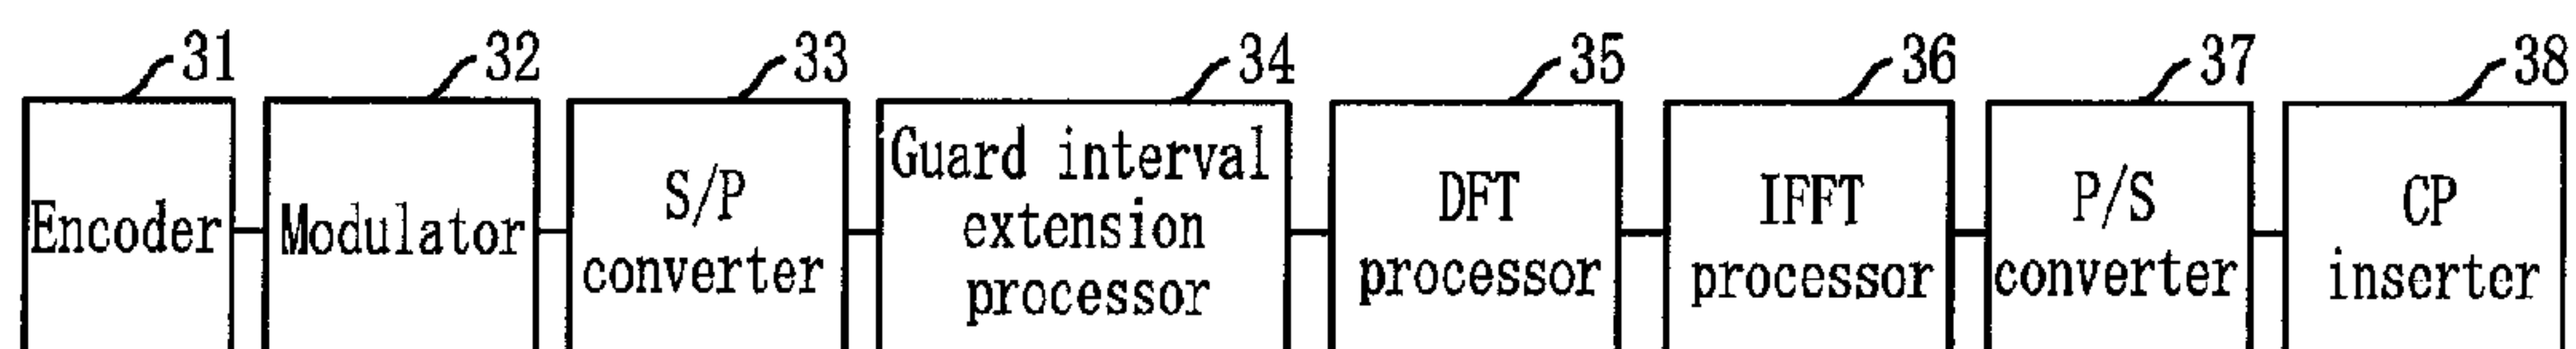 31 32 33 34 35 36 37 38
Encoder
Modulator
S/P
converter
Guard interval
extension
processor
DFT
processor
IFFT
processor
P/S
converter
CP
inserter